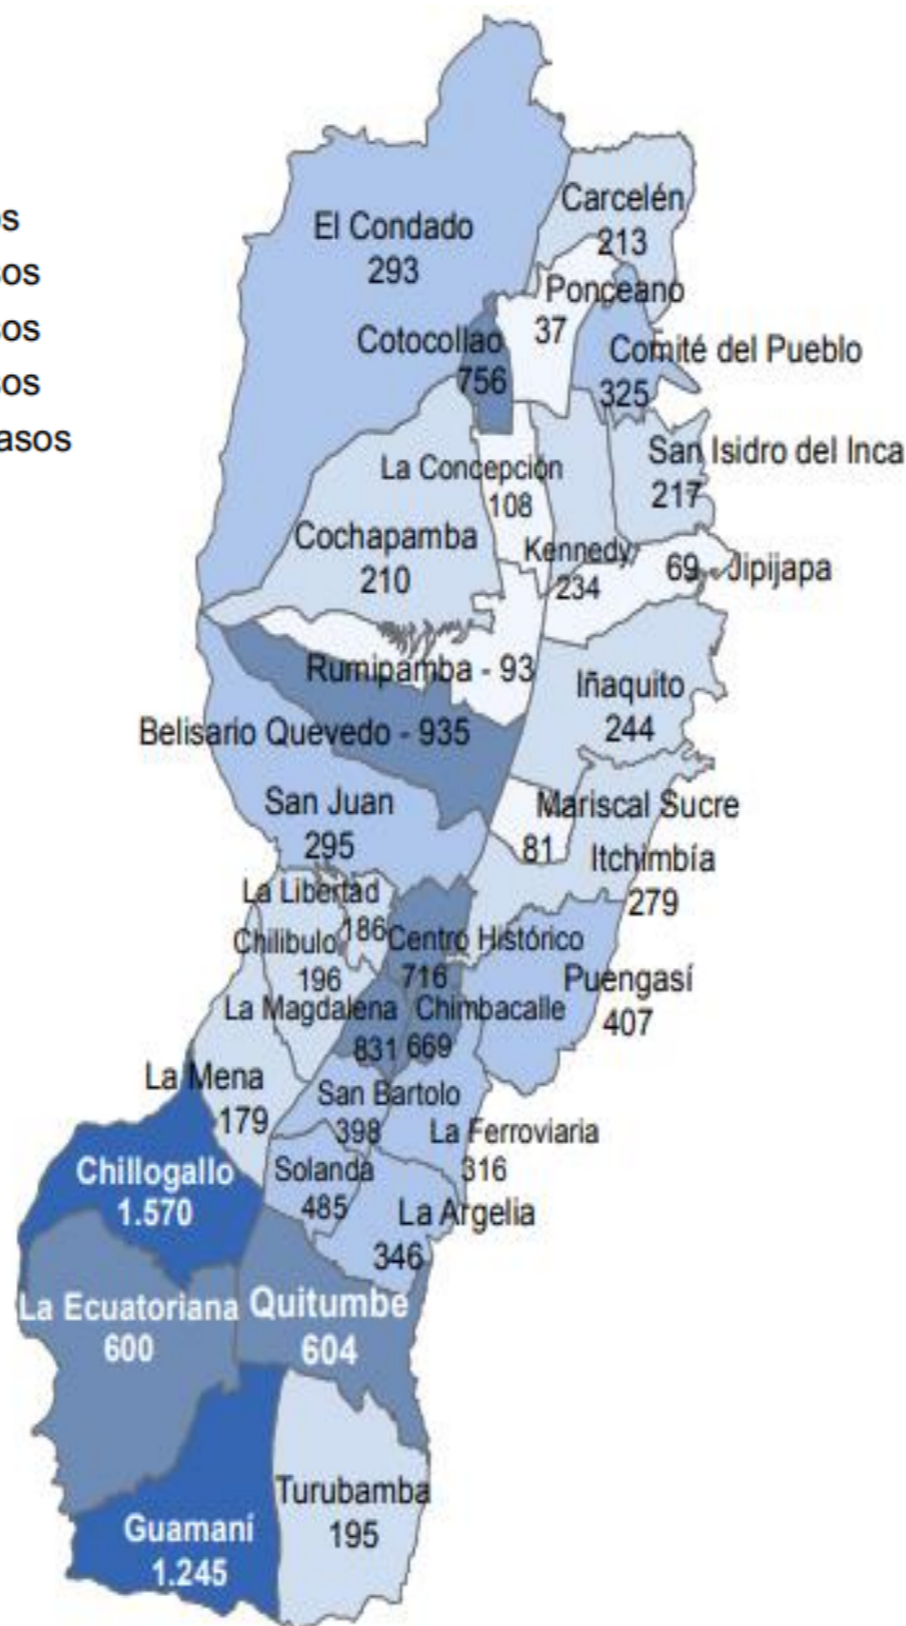 El Condado
293
Carcelén
213
Ponceano
37
Cotocollao
756
Comité del Pueblo
325
La Concepción
108
San Isidro del Inca
217
Cochapamba
210
Kennedy
234
69 - Jipijapa
Rumipamba - 93
Iñaquito
244
Belisario Quevedo - 935
San Juan
295
Mariscal Sucre
81
Itchimbía
279
La Libertad
186
Chilibulo
196
Centro Histórico
716
Puengasí
407
La Magdalena
831
Chimbacalle
669
La Mena
179
San Bartolo
398
La Ferroviaria
316
Chillogallo
1.570
Solanda
485
La Argelia
346
La Ecuatoriana
600
Quitumbe
604
Turubamba
195
Guamaní
1.245